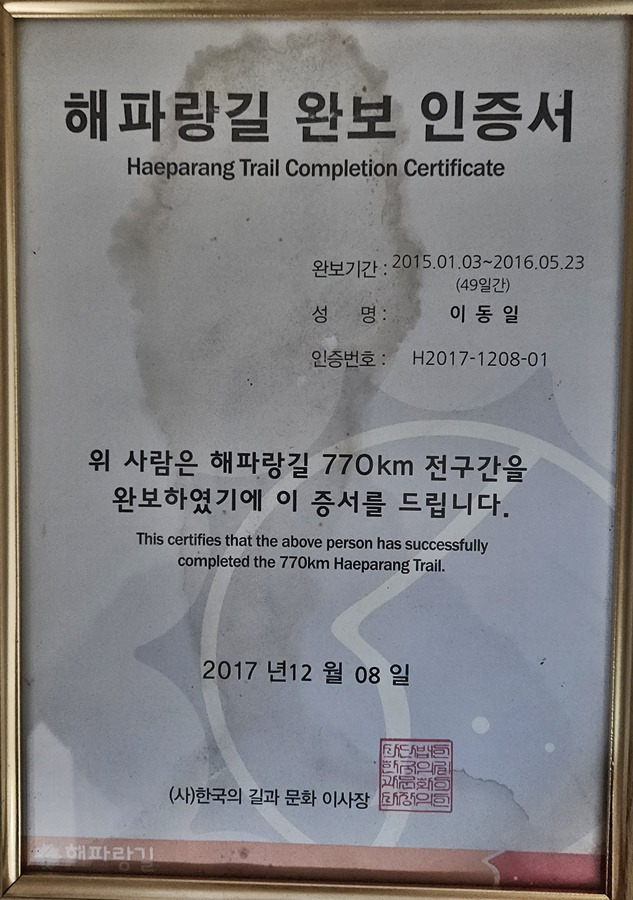 해파랑길 완보 인증서
Haeparang Trail Completion Certificate
완보기간 : 2015.01.03~2016.05.23
(49일간)
성 명 : 이 동 일
인증번호 : H2017-1208-01
위 사람은 해파랑길 770km 전구간을
완보하였기에 이 증서를 드립니다.
This certifies that the above person has successfully
completed the 770km Haeparang Trail.
2017 년12 월 08 일
(사)한국의 길과 문화 이사장
해파랑길